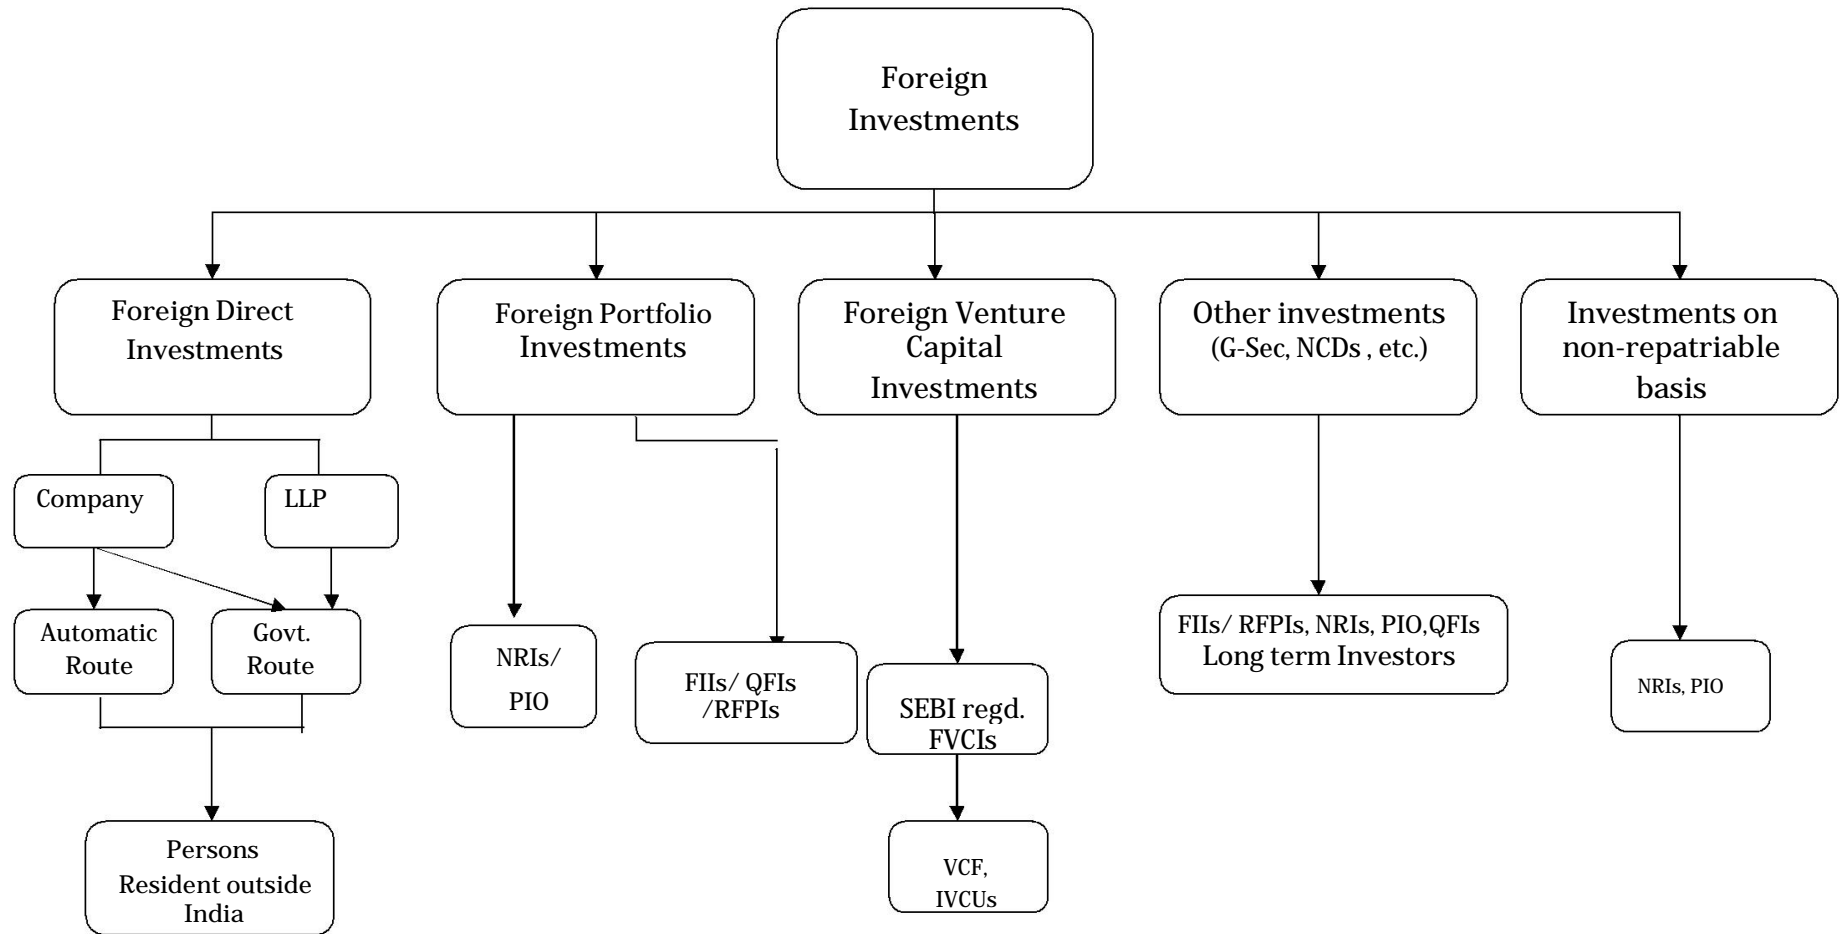 Foreign
Investments
Foreign Direct
Investments
Foreign Portfolio
Investments
Foreign Venture
Capital
Investments
Other investments
(G-Sec, NCDs , etc.)
Investments on
non-repatriable
basis
Company
LLP
Automatic
Route
Govt.
Route
NRIs/
PIO
FIIs/ QFIs
/RFPIs
SEBI regd.
FVCIs
FIIs/ RFPIs, NRIs, PIO,QFIs
Long term Investors
NRIs, PIO
Persons
Resident outside
India
VCF,
IVCUs